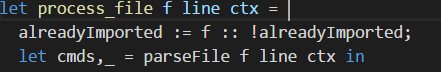 let process_file f line ctx =
alreadyImported := f :: !alreadyImported;
let cmds,_ = parseFile f line ctx in